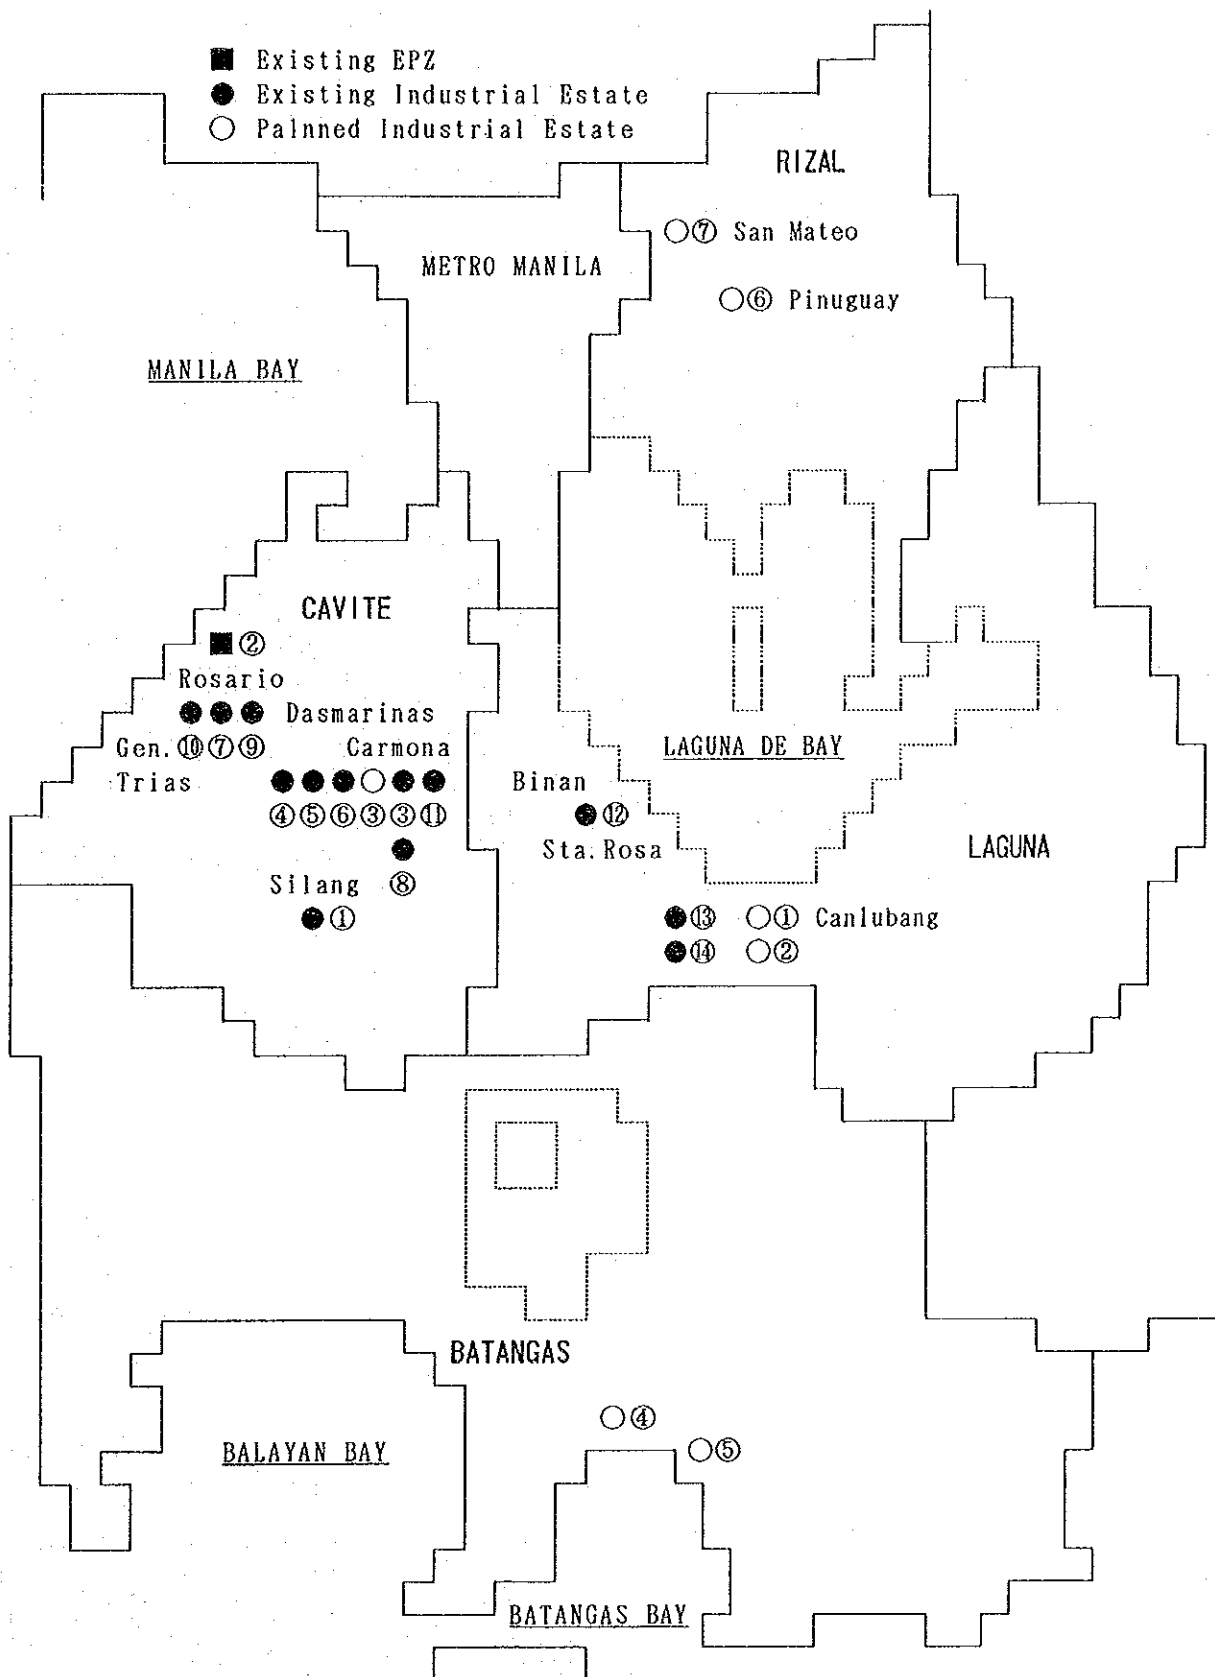 ■ Existing EPZ
● Existing Industrial Estate
○ Palnned Industrial Estate
RIZAL
○⑦ San Mateo
METRO MANILA
○⑥ Pinuguay
MANILA BAY
CAVITE
■②
Rosario
●●● Dasmarinas
Gen. ⑩⑦⑨ Carmona
LAGUNA DE BAY
Trias ●●●○●● Binan
④⑤⑥③③⑪ ●⑫
● Sta.Rosa LAGUNA
Silang ⑧
●① ●⑬ ○① Canlubang
●⑭ ○②
BATANGAS
○④
BALAYAN BAY ○⑤
BATANGAS BAY